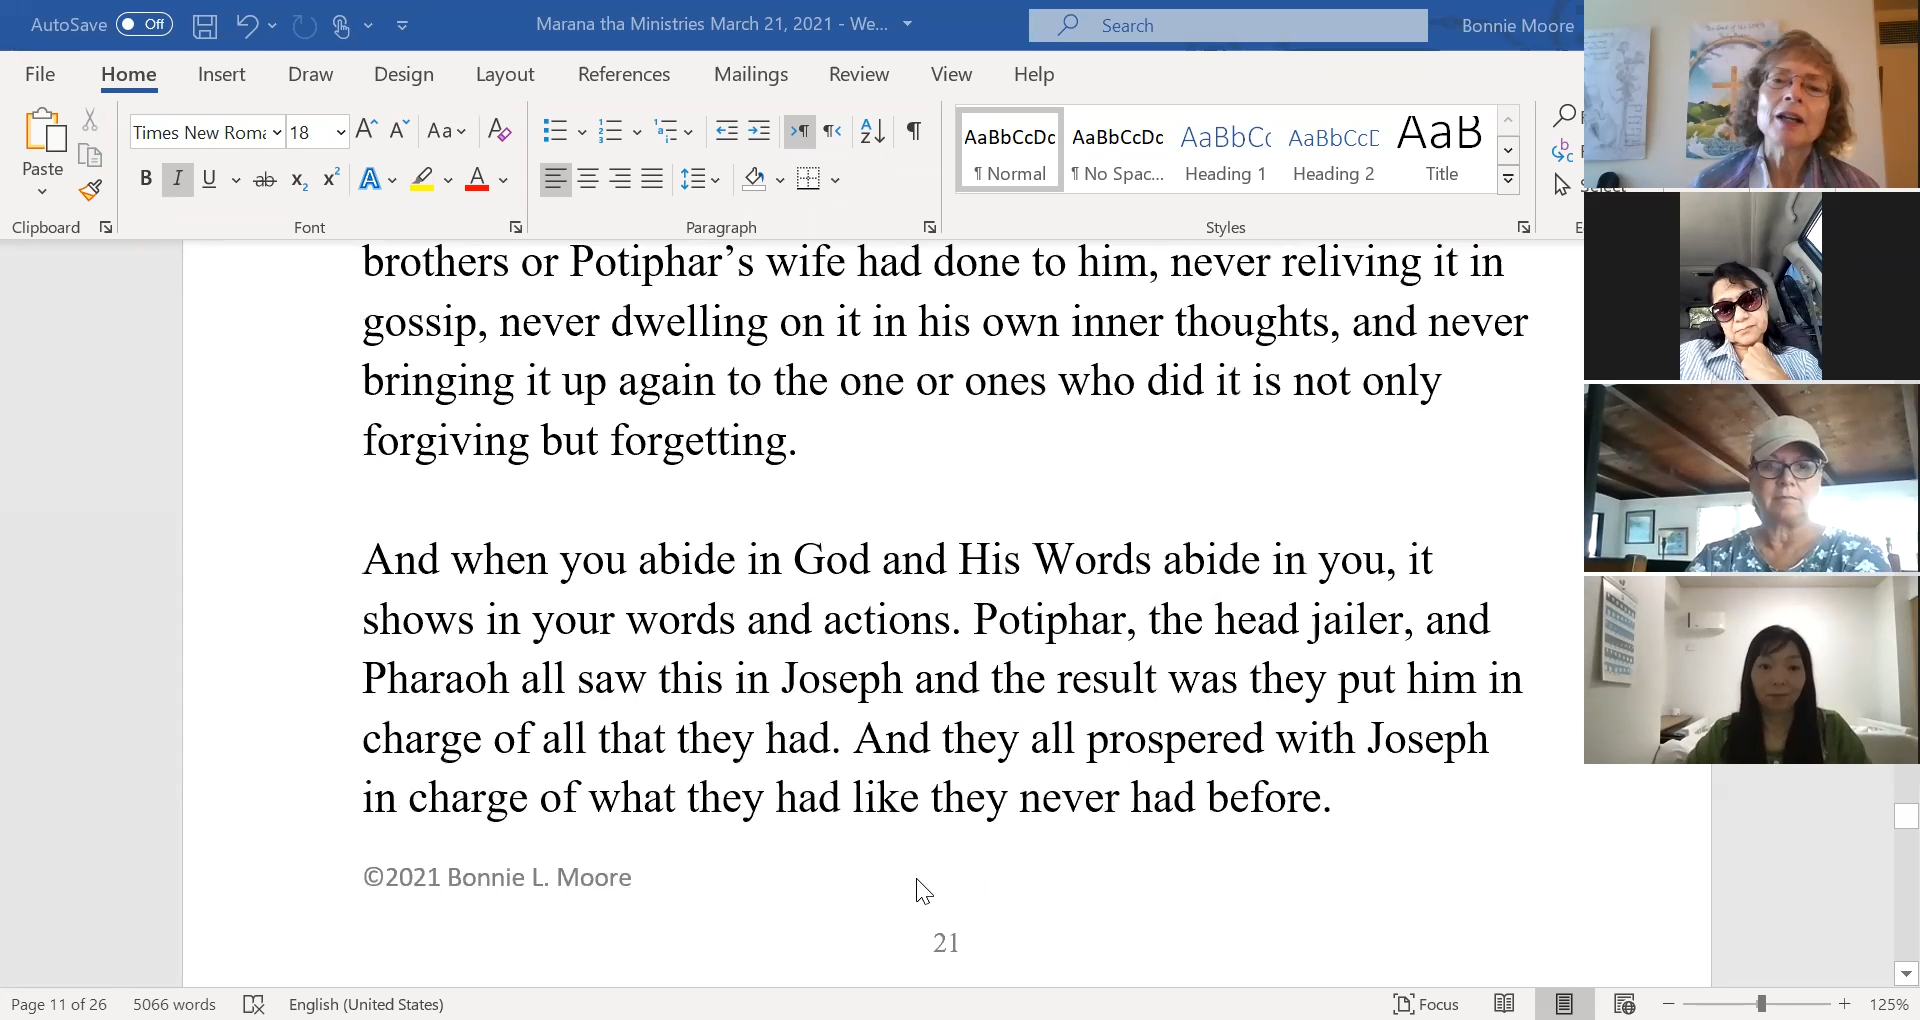 AutoSave Off
Marana tha Ministries March 21, 2021 - We...
Search
Bonnie Moore
File Home Insert Draw Design Layout References Mailings Review View Help
Paste
Clipboard
Times New Roma 18
Aa
B I U ab x₂ x² A A
Font
Paragraph
AaBbCcDc AaBbCcDc AaBbCc AaBbCcD AaB
¶ Normal ¶ No Spac... Heading 1 Heading 2 Title
Styles
brothers or Potiphar’s wife had done to him, never reliving it in
gossip, never dwelling on it in his own inner thoughts, and never
bringing it up again to the one or ones who did it is not only
forgiving but forgetting.
And when you abide in God and His Words abide in you, it
shows in your words and actions. Potiphar, the head jailer, and
Pharaoh all saw this in Joseph and the result was they put him in
charge of all that they had. And they all prospered with Joseph
in charge of what they had like they never had before.
©2021 Bonnie L. Moore
21
Page 11 of 26 5066 words English (United States) Focus 125%